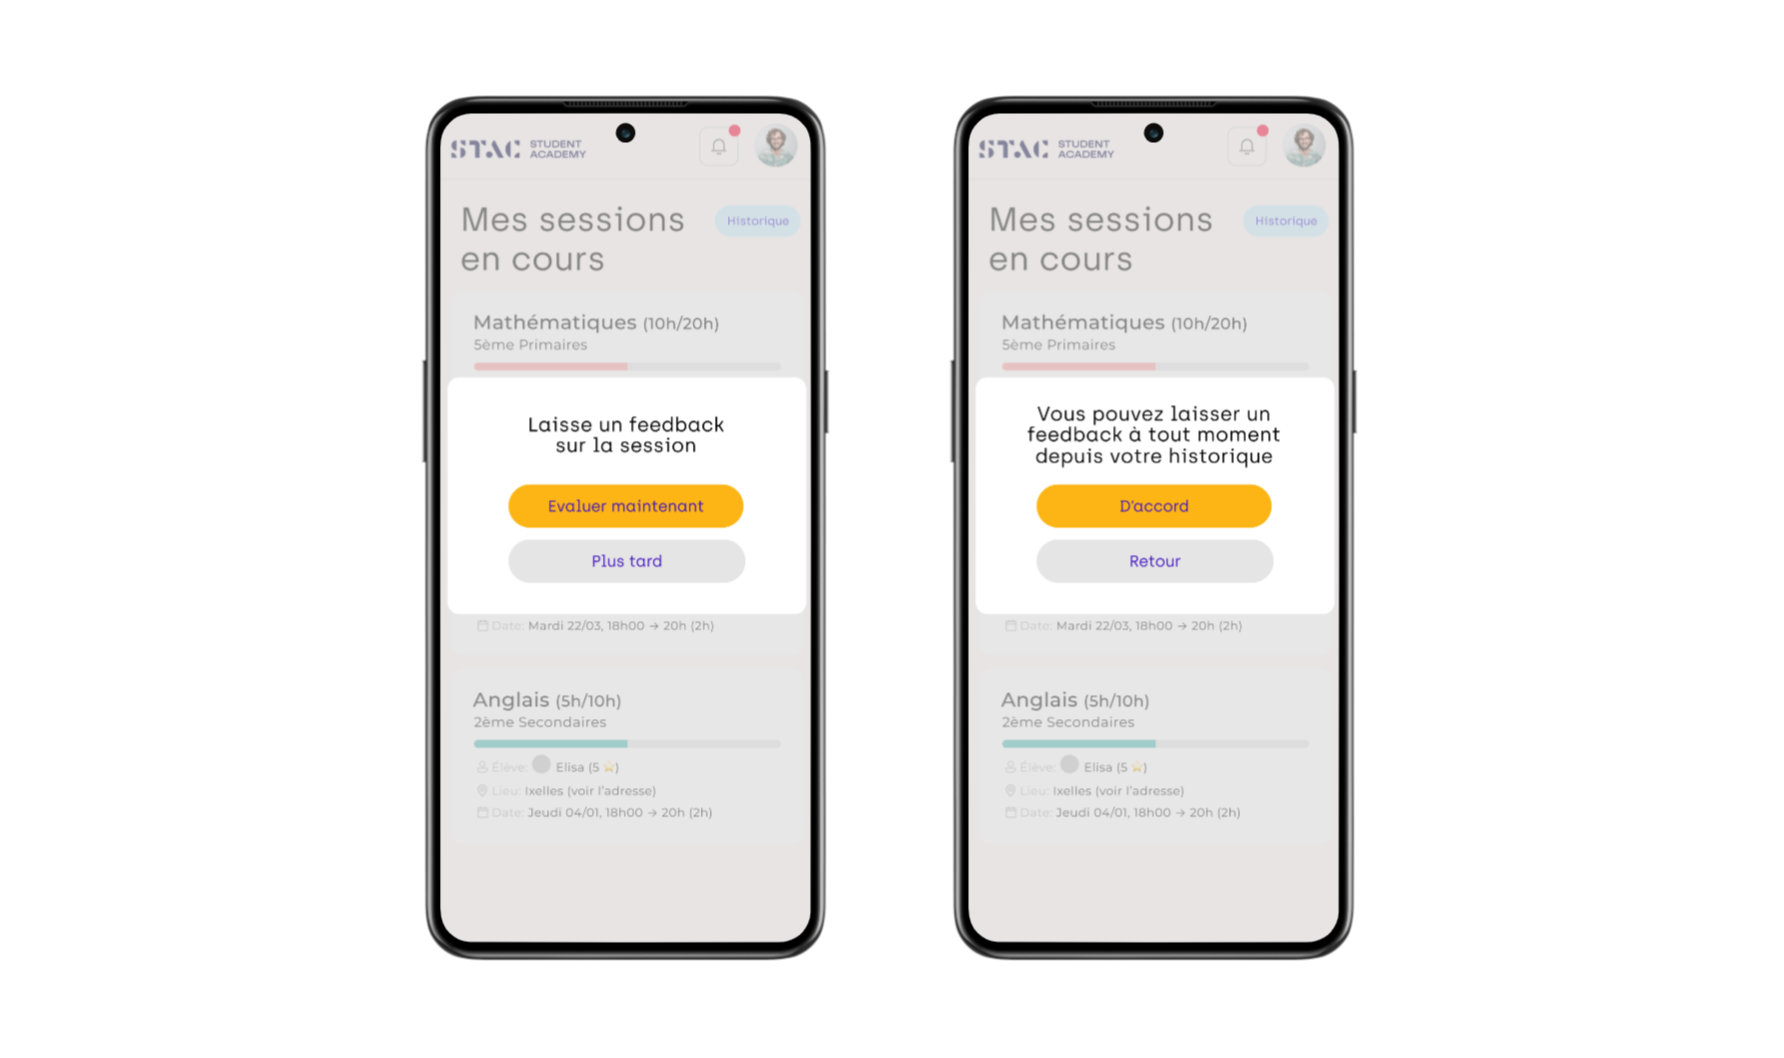 STAC STUDENT
ACADEMY
Mes sessions
en cours
Historique
Mathématiques (10h/20h)
5ème Primaires
Laisse un feedback
sur la session
Evaluer maintenant
Plus tard
Date: Mardi 22/03, 18h00 → 20h (2h)
Anglais (5h/10h)
2ème Secondaires
Élève: Elisa (5 ⭐)
Lieu: Ixelles (voir l'adresse)
Date: Jeudi 04/01, 18h00 → 20h (2h)
STAC STUDENT
ACADEMY
Mes sessions
en cours
Historique
Mathématiques (10h/20h)
5ème Primaires
Vous pouvez laisser un
feedback à tout moment
depuis votre historique
D'accord
Retour
Date: Mardi 22/03, 18h00 → 20h (2h)
Anglais (5h/10h)
2ème Secondaires
Élève: Elisa (5 ⭐)
Lieu: Ixelles (voir l'adresse)
Date: Jeudi 04/01, 18h00 → 20h (2h)